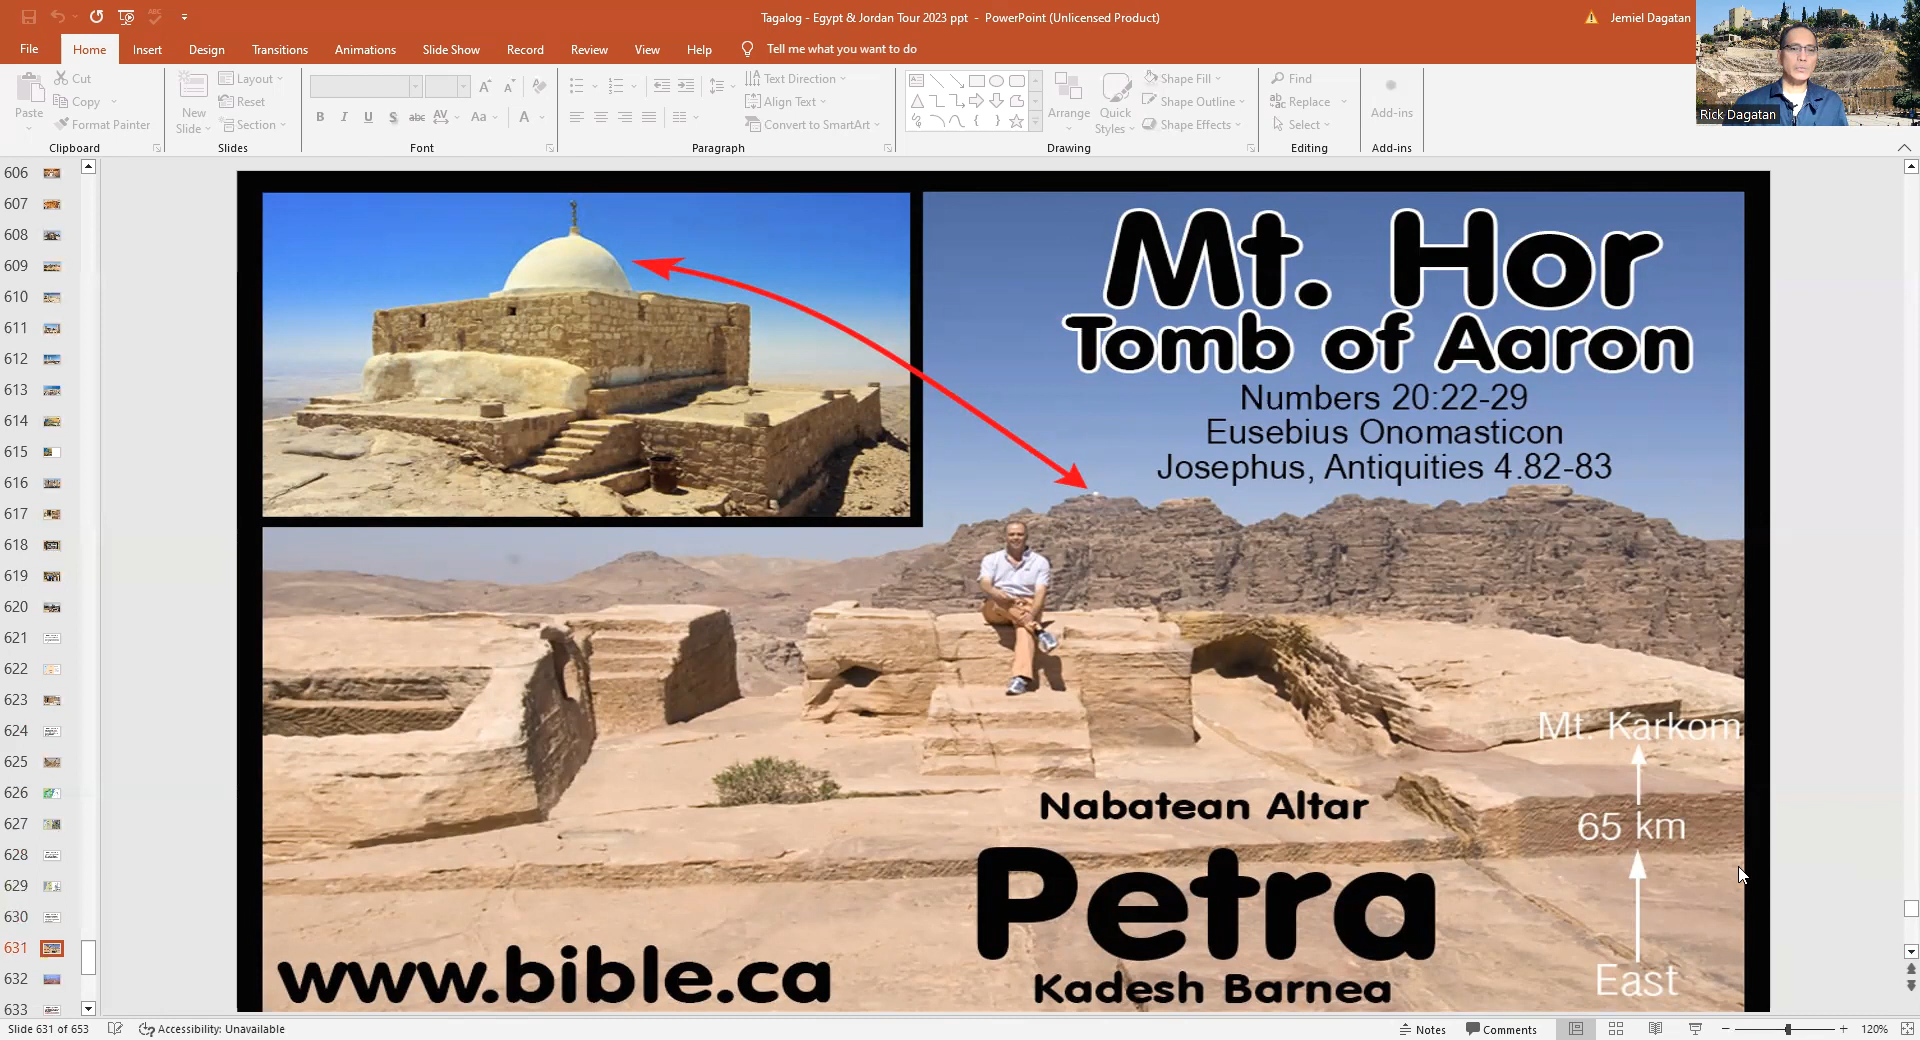 Tagalog - Egypt & Jordan Tour 2023 ppt - PowerPoint (Unlicensed Product)
Jemiel Dagatan
File Home Insert Design Transitions Animations Slide Show Record Review View Help Tell me what you want to do
Paste
Cut
Copy
Format Painter
Clipboard
New
Slide
Layout
Reset
Section
Slides
B I U S abc AV Aa A
Font
Text Direction
Align Text
Convert to SmartArt
Paragraph
Arrange
Quick
Styles
Shape Fill
Shape Outline
Shape Effects
Drawing
Find
Replace
Select
Editing
Add-ins
Add-ins
Rick Dagatan
606
607
608
609
610
611
612
613
614
615
616
617
618
619
620
621
622
623
624
625
626
627
628
629
630
631
632
633
Mt. Hor
Tomb of Aaron
Numbers 20:22-29
Eusebius Onomasticon
Josephus, Antiquities 4.82-83
Mt. Karkom
65 km
East
Nabatean Altar
Petra
Kadesh Barnea
www.bible.ca
Slide 631 of 653
Accessibility: Unavailable
Notes
Comments
120%